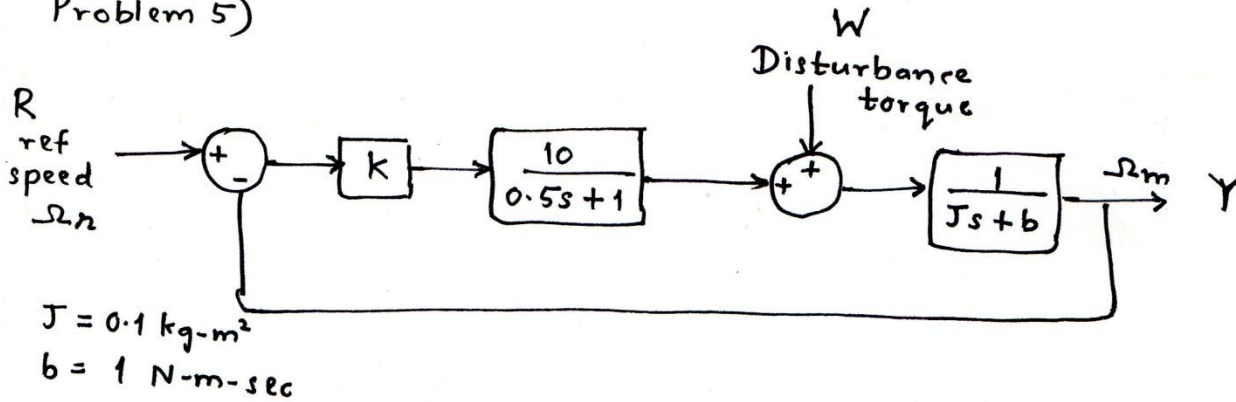 Problem 5)
W
Disturbance
torque
R
ref
speed
Ωr
+
-
K
10
0.5s+1
+
+
1
Js+b
Ωm
Y
J = 0.1 kg-m²
b = 1 N-m-sec